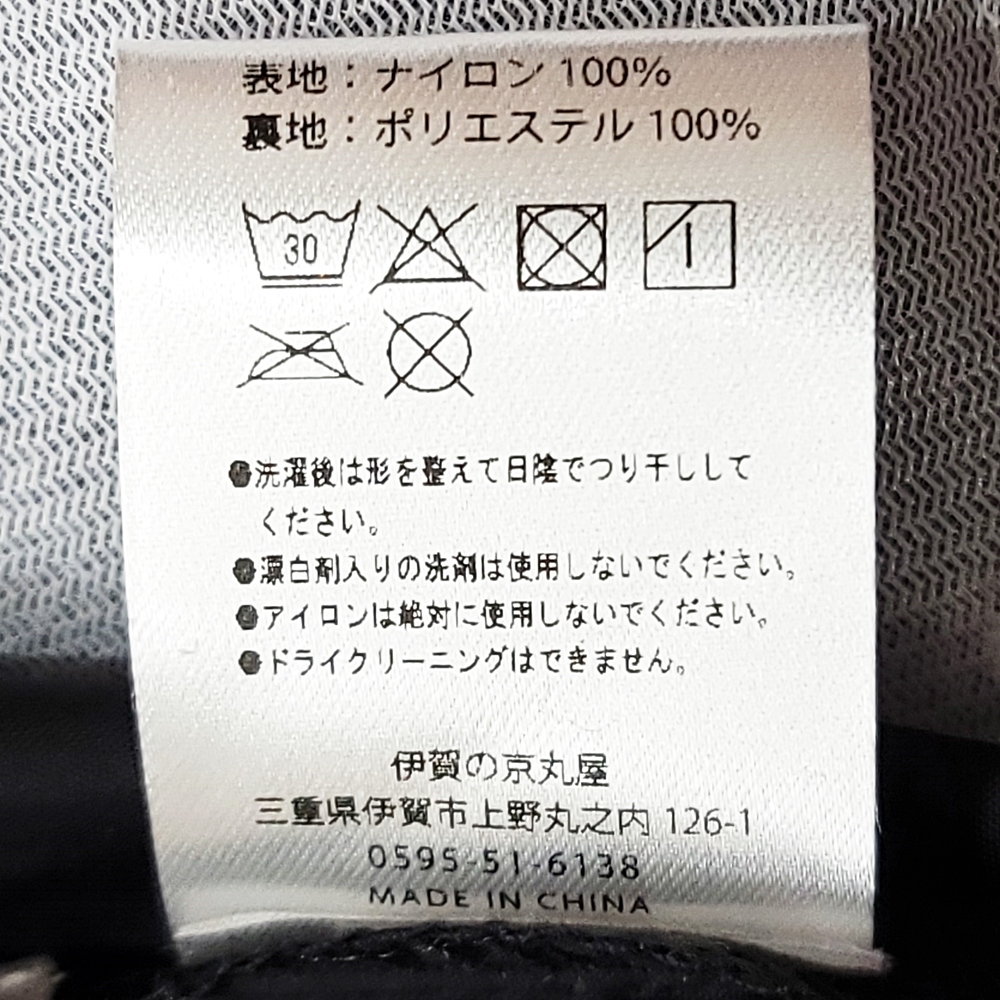 表地：ナイロン 100%
裏地：ポリエステル 100%
30
●洗濯後は形を整えて日陰でつり干しして
ください。
●漂白剤入りの洗剤は使用しないでください。
●アイロンは絶対に使用しないでください。
●ドライクリーニングはできません。
伊賀の京丸屋
三重県伊賀市上野丸之内 126-1
0595-51-6138
MADE IN CHINA